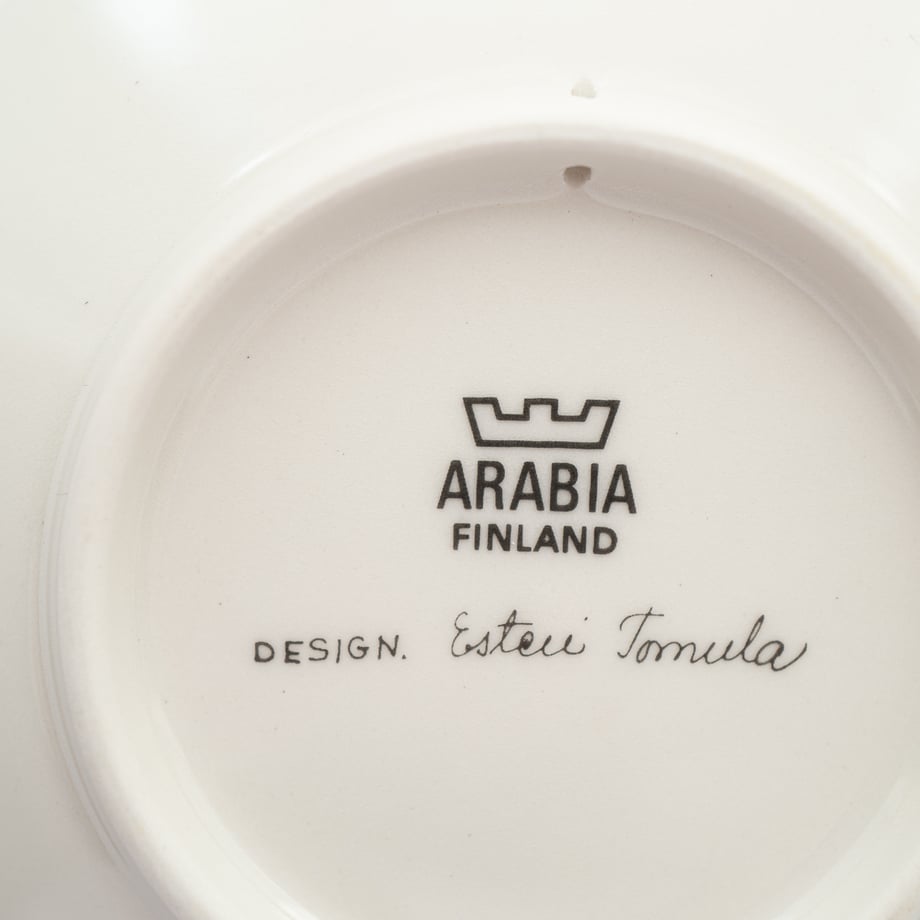 ARABIA
FINLAND
DESIGN. Esteri Tomula